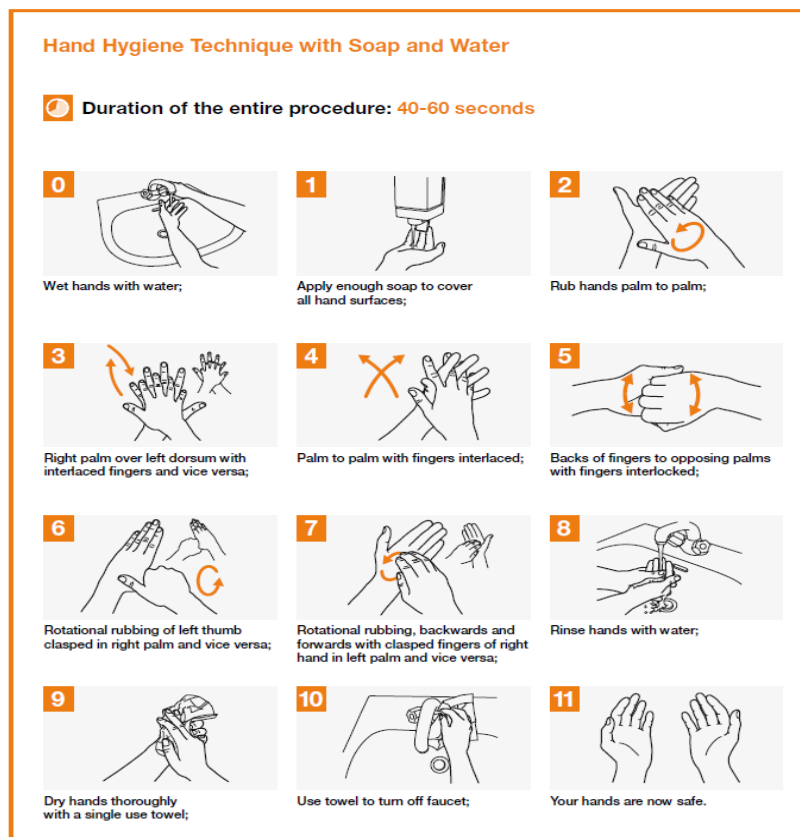 Hand Hygiene Technique with Soap and Water
Duration of the entire procedure: 40-60 seconds
0
Wet hands with water;
1
Apply enough soap to cover
all hand surfaces;
2
Rub hands palm to palm;
3
Right palm over left dorsum with
interlaced fingers and vice versa;
4
Palm to palm with fingers interlaced;
5
Backs of fingers to opposing palms
with fingers interlocked;
6
Rotational rubbing of left thumb
clasped in right palm and vice versa;
7
Rotational rubbing, backwards and
forwards with clasped fingers of right
hand in left palm and vice versa;
8
Rinse hands with water;
9
Dry hands thoroughly
with a single use towel;
10
Use towel to turn off faucet;
11
Your hands are now safe.